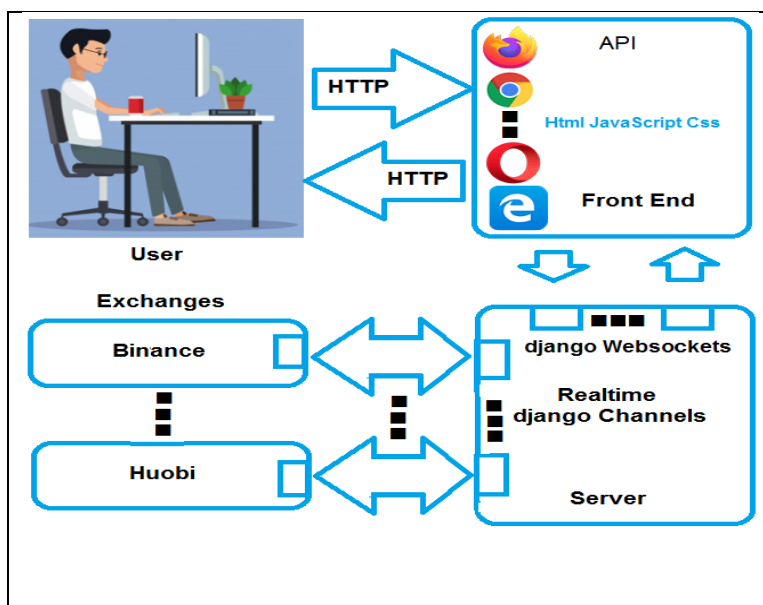 API
HTTP
Html JavaScript Css
HTTP
Front End
User
Exchanges
Binance
django Websockets
Realtime
django Channels
Huobi
Server